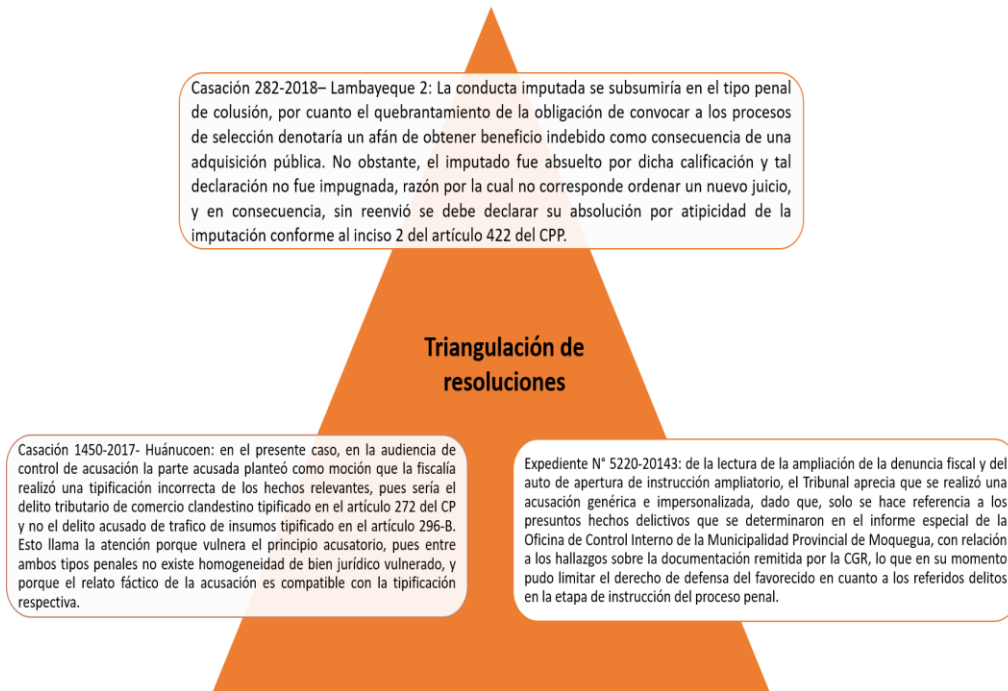 Casación 282-2018– Lambayeque 2: La conducta imputada se subsumiría en el tipo penal
de colusión, por cuanto el quebrantamiento de la obligación de convocar a los procesos
de selección denotaría un afán de obtener beneficio indebido como consecuencia de una
adquisición pública. No obstante, el imputado fue absuelto por dicha calificación y tal
declaración no fue impugnada, razón por la cual no corresponde ordenar un nuevo juicio,
y en consecuencia, sin reenvió se debe declarar su absolución por atipicidad de la
imputación conforme al inciso 2 del artículo 422 del CPP.
Triangulación de
resoluciones
Casación 1450-2017- Huánucoen: en el presente caso, en la audiencia de
control de acusación la parte acusada planteó como moción que la fiscalía
realizó una tipificación incorrecta de los hechos relevantes, pues sería el
delito tributario de comercio clandestino tipificado en el artículo 272 del CP
y no el delito acusado de trafico de insumos tipificado en el artículo 296-B.
Esto llama la atención porque vulnera el principio acusatorio, pues entre
ambos tipos penales no existe homogeneidad de bien jurídico vulnerado, y
porque el relato fáctico de la acusación es compatible con la tipificación
respectiva.
Expediente N° 5220-20143: de la lectura de la ampliación de la denuncia fiscal y del
auto de apertura de instrucción ampliatorio, el Tribunal aprecia que se realizó una
acusación genérica e impersonalizada, dado que, solo se hace referencia a los
presuntos hechos delictivos que se determinaron en el informe especial de la
Oficina de Control Interno de la Municipalidad Provincial de Moquegua, con relación
a los hallazgos sobre la documentación remitida por la CGR, lo que en su momento
pudo limitar el derecho de defensa del favorecido en cuanto a los referidos delitos
en la etapa de instrucción del proceso penal.